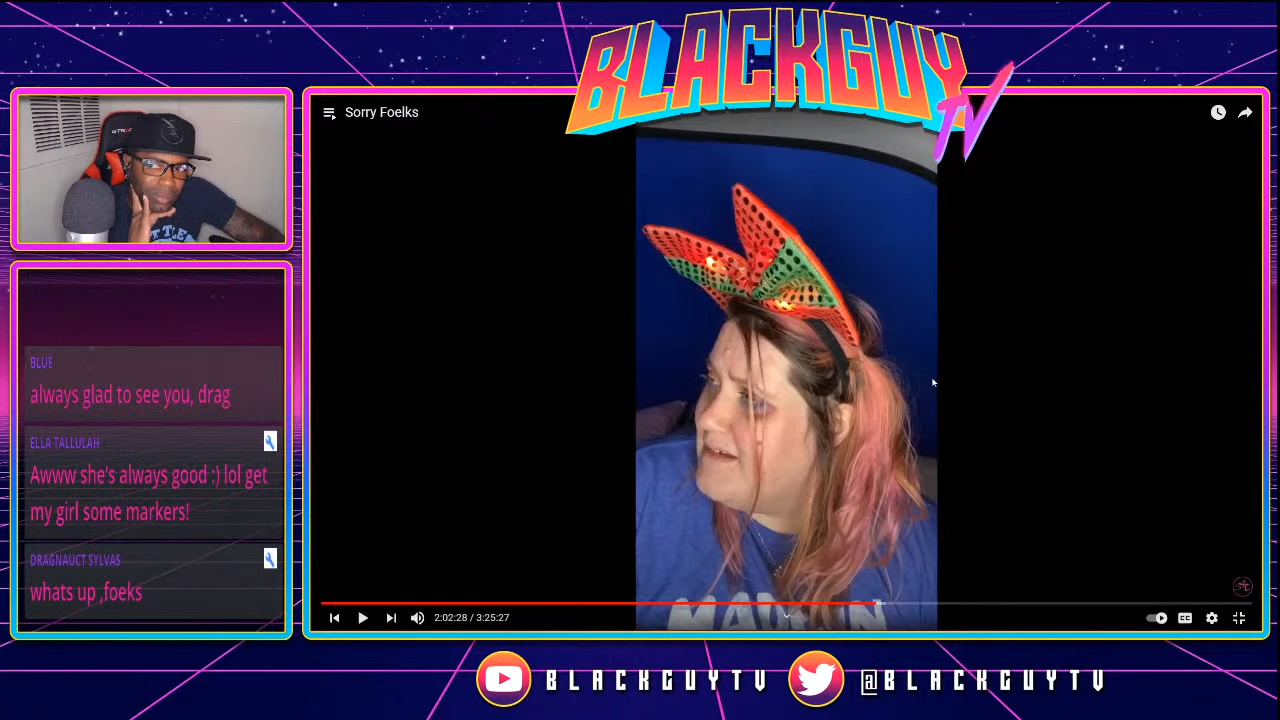 BLACKGUY
TV
Sorry Foelks
BLUE
always glad to see you, drag
ELLA TALLULAH
Awww she's always good :) lol get
my girl some markers!
DRAGNAUCT SYLVAS
whats up ,foeks
2:02:28 / 3:25:27
BLACKGUYTV
@BLACKGUYTV